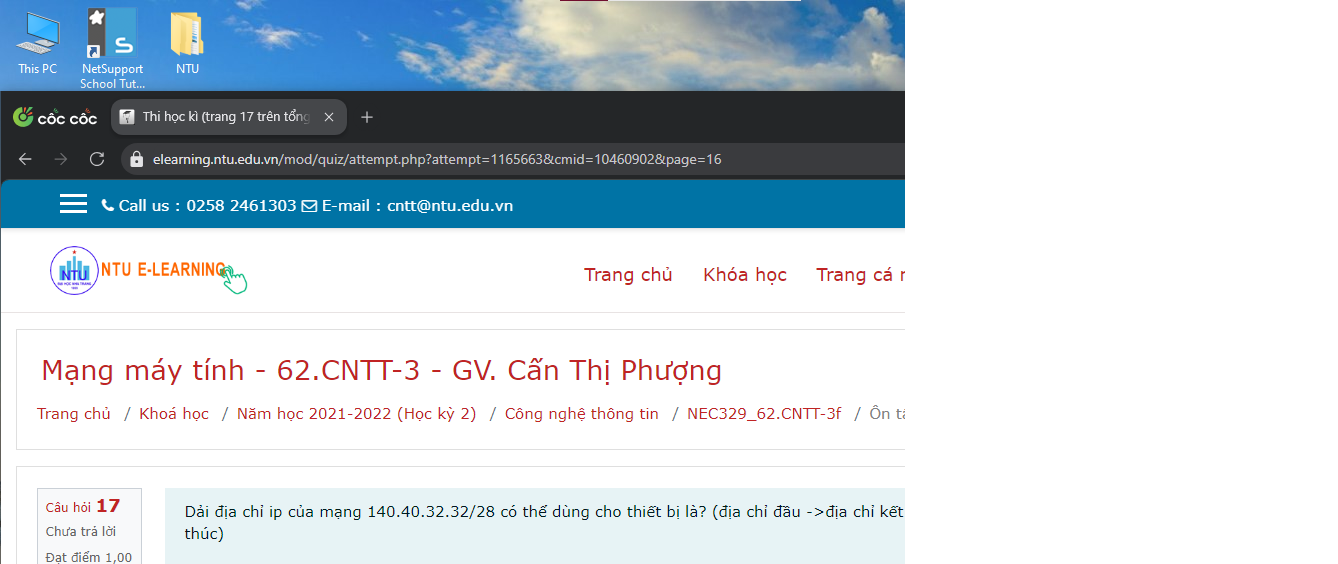 This PC
NetSupport
School Tut...
NTU
cốc cốc
Thi học kì (trang 17 trên tổng
elearning.ntu.edu.vn/mod/quiz/attempt.php?attempt=1165663&cmid=10460902&page=16
Call us : 0258 2461303 E-mail : cntt@ntu.edu.vn
NTU
NTU E-LEARNING
Trang chủ Khóa học Trang cá
Mạng máy tính - 62.CNTT-3 - GV. Cấn Thị Phượng
Trang chủ / Khoá học / Năm học 2021-2022 (Học kỳ 2) / Công nghệ thông tin / NEC329_62.CNTT-3f / Ôn
Câu hỏi 17
Chưa trả lời
Đạt điểm 1,00
Dải địa chỉ ip của mạng 140.40.32.32/28 có thể dùng cho thiết bị là? (địa chỉ đầu ->địa chỉ kết
thúc)